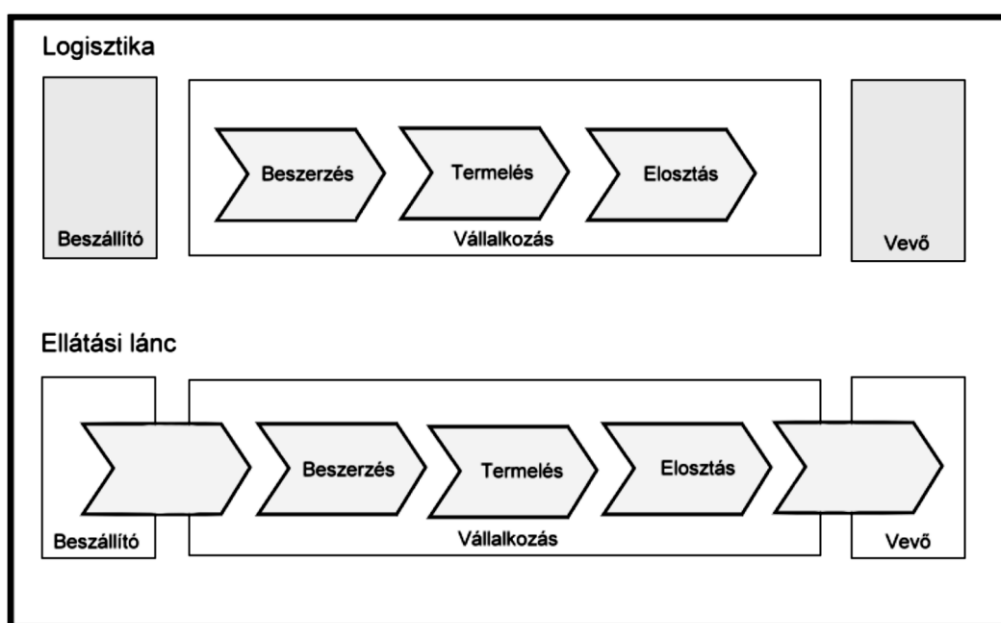 Logisztika
Beszerzés
Termelés
Elosztás
Beszállító
Vállalkozás
Vevő
Ellátási lánc
Beszerzés
Termelés
Elosztás
Beszállító
Vállalkozás
Vevő